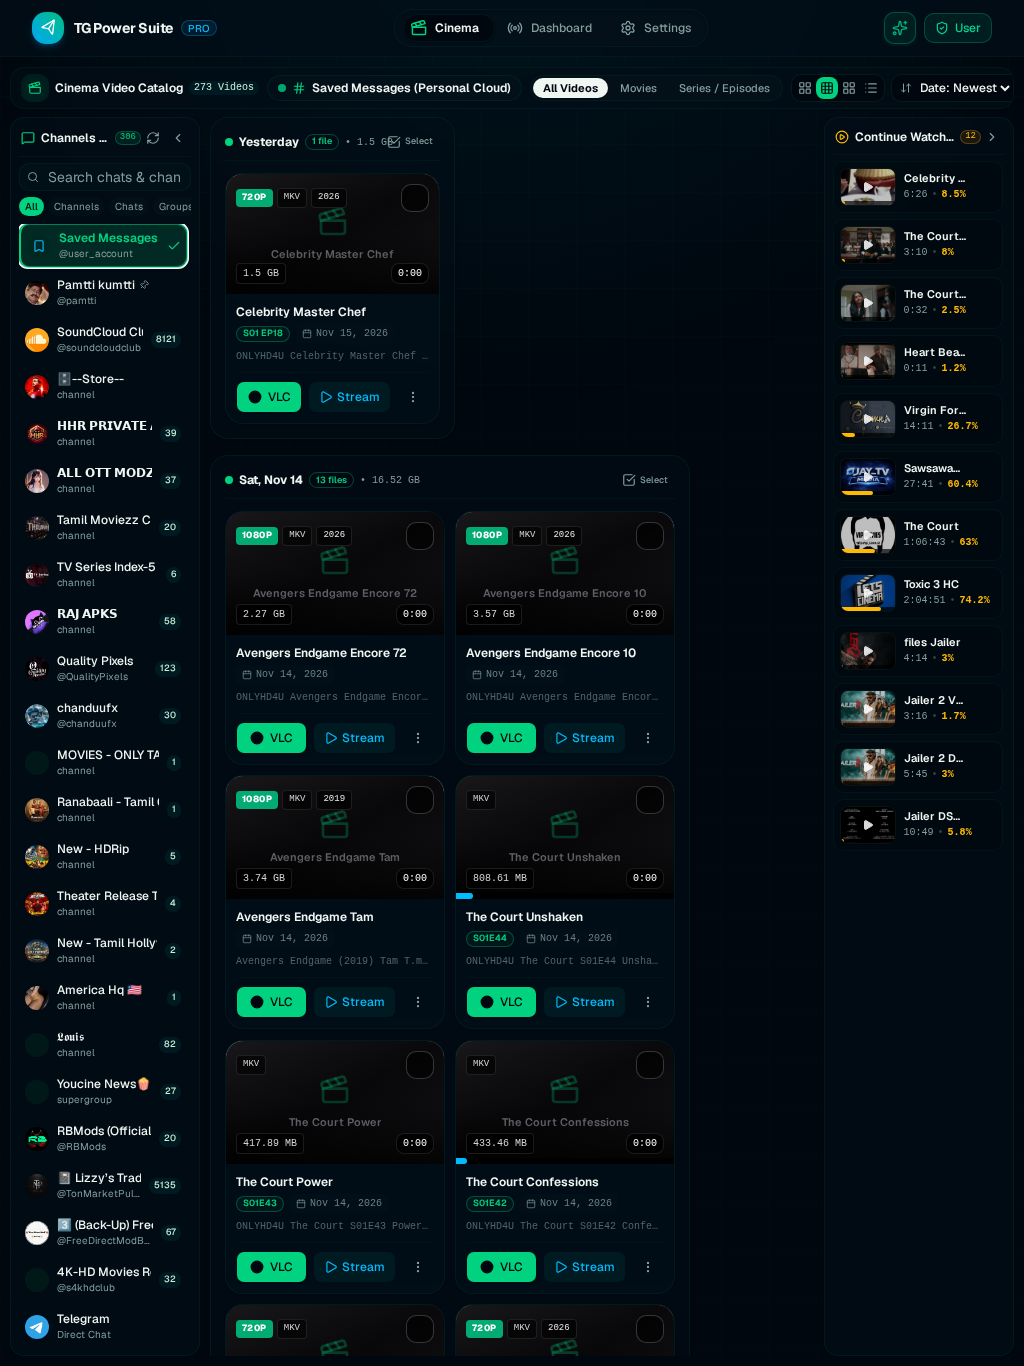 TG Power Suite PRO
Cinema
Dashboard
Settings
User
Cinema Video Catalog 273 Videos
# Saved Messages (Personal Cloud)
All Videos
Movies
Series / Episodes
Date: Newest
Channels ... 306
Search chats & chan
All
Channels
Chats
Groups
Saved Messages
@user_account
Pamtti kumtti
@pamtti
SoundCloud Clu
@soundcloudclub
8121
🗄️--Store--
channel
HHR PRIVATE
channel
39
ALL OTT MODZ
channel
37
Tamil Moviezz C
channel
20
TV Series Index-5
channel
6
RAJ APKS
channel
58
Quality Pixels
@QualityPixels
123
chanduufx
@chanduufx
30
MOVIES - ONLY TA
channel
1
Ranabaali - Tamil
channel
1
New - HDRip
channel
5
Theater Release T
channel
4
New - Tamil Holly
channel
2
America Hq 🇺🇸
channel
1
𝕷𝖔𝖚𝖎𝖘
channel
82
Youcine News🍿
supergroup
27
RBMods (Official
@RBMods
20
📓 Lizzy's Trad
@TonMarketPul...
5135
3️⃣ (Back-Up) Free
@FreeDirectModB...
67
4K-HD Movies R
@s4khdclub
32
Telegram
Direct Chat
Yesterday 1 file • 1.5 GB Select
720P MKV 2026
Celebrity Master Chef
1.5 GB 0:00
Celebrity Master Chef
S01 EP18 Nov 15, 2026
ONLYHD4U Celebrity Master Chef …
VLC Stream
Sat, Nov 14 13 files • 16.52 GB Select
1080P MKV 2026
Avengers Endgame Encore 72
2.27 GB 0:00
Avengers Endgame Encore 72
Nov 14, 2026
ONLYHD4U Avengers Endgame Encor…
VLC Stream
1080P MKV 2026
Avengers Endgame Encore 10
3.57 GB 0:00
Avengers Endgame Encore 10
Nov 14, 2026
ONLYHD4U Avengers Endgame Encor…
VLC Stream
1080P MKV 2019
Avengers Endgame Tam
3.74 GB 0:00
Avengers Endgame Tam
Nov 14, 2026
Avengers Endgame (2019) Tam T.m…
VLC Stream
MKV
The Court Unshaken
808.61 MB 0:00
The Court Unshaken
S01E44 Nov 14, 2026
ONLYHD4U The Court S01E44 Unsha…
VLC Stream
MKV
The Court Power
417.89 MB 0:00
The Court Power
S01E43 Nov 14, 2026
ONLYHD4U The Court S01E43 Power…
VLC Stream
MKV
The Court Confessions
433.46 MB 0:00
The Court Confessions
S01E42 Nov 14, 2026
ONLYHD4U The Court S01E42 Confe…
VLC Stream
720P MKV
720P MKV 2026
Continue Watch... 12
Celebrity ...
6:26 • 8.5%
The Court...
3:10 • 8%
The Court...
0:32 • 2.5%
Heart Bea...
0:11 • 1.2%
Virgin For...
14:11 • 26.7%
Sawsawa...
27:41 • 60.4%
The Court
1:06:43 • 63%
Toxic 3 HC
2:04:51 • 74.2%
files Jailer
4:14 • 3%
Jailer 2 V...
3:16 • 1.7%
Jailer 2 D...
5:45 • 3%
Jailer DS...
10:49 • 5.8%